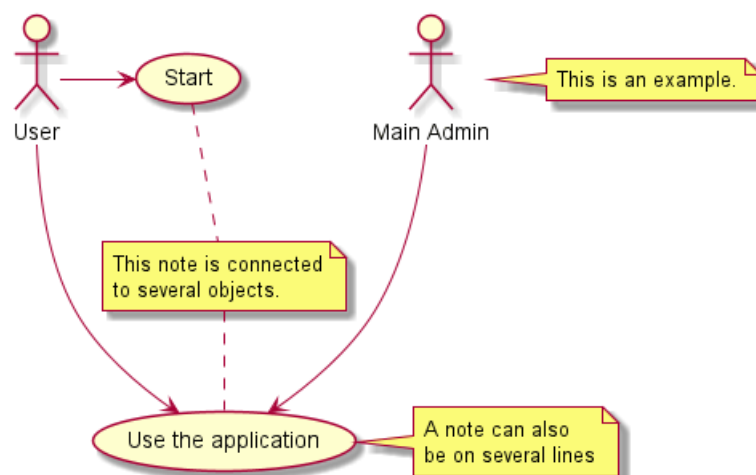 Start
This is an example.
User
Main Admin
This note is connected
to several objects.
Use the application
A note can also
be on several lines